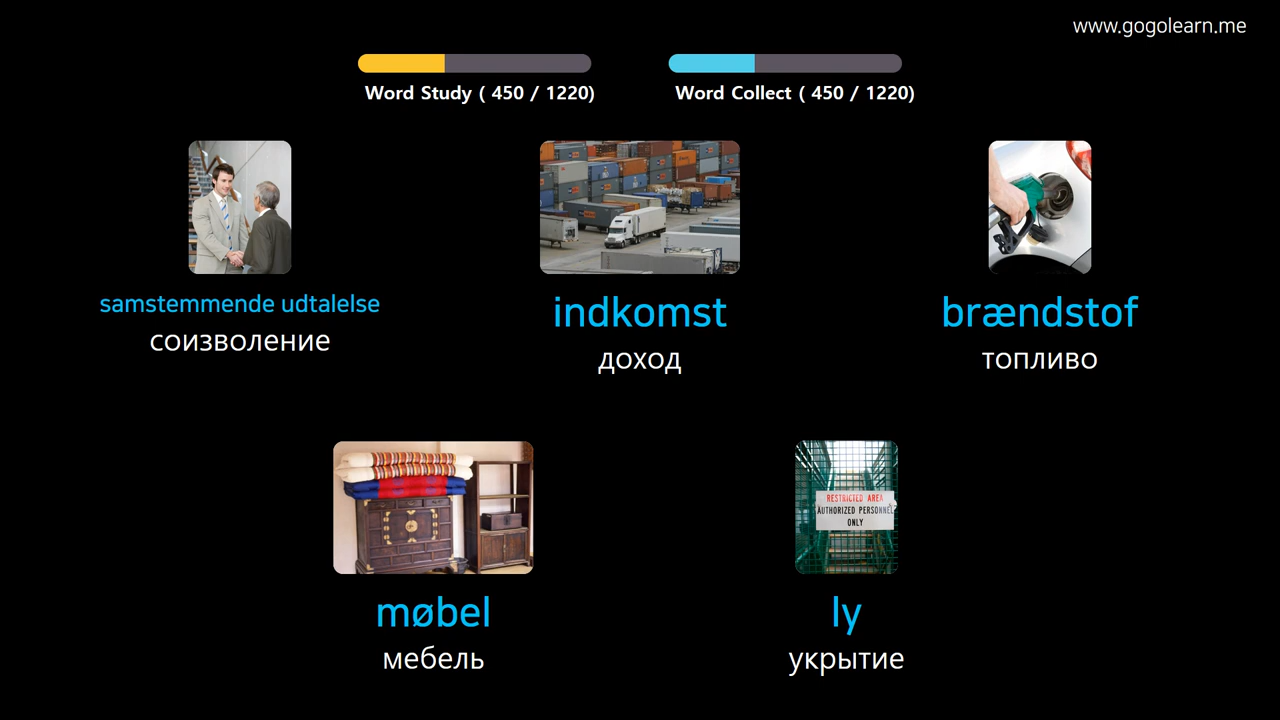 www.gogolearn.me
Word Study ( 450 / 1220)
Word Collect ( 450 / 1220)
samstemmende udtalelse
соизволение
indkomst
доход
brændstof
топливо
møbel
мебель
RESTRICTED AREA
AUTHORIZED PERSONNEL
ONLY
ly
укрытие